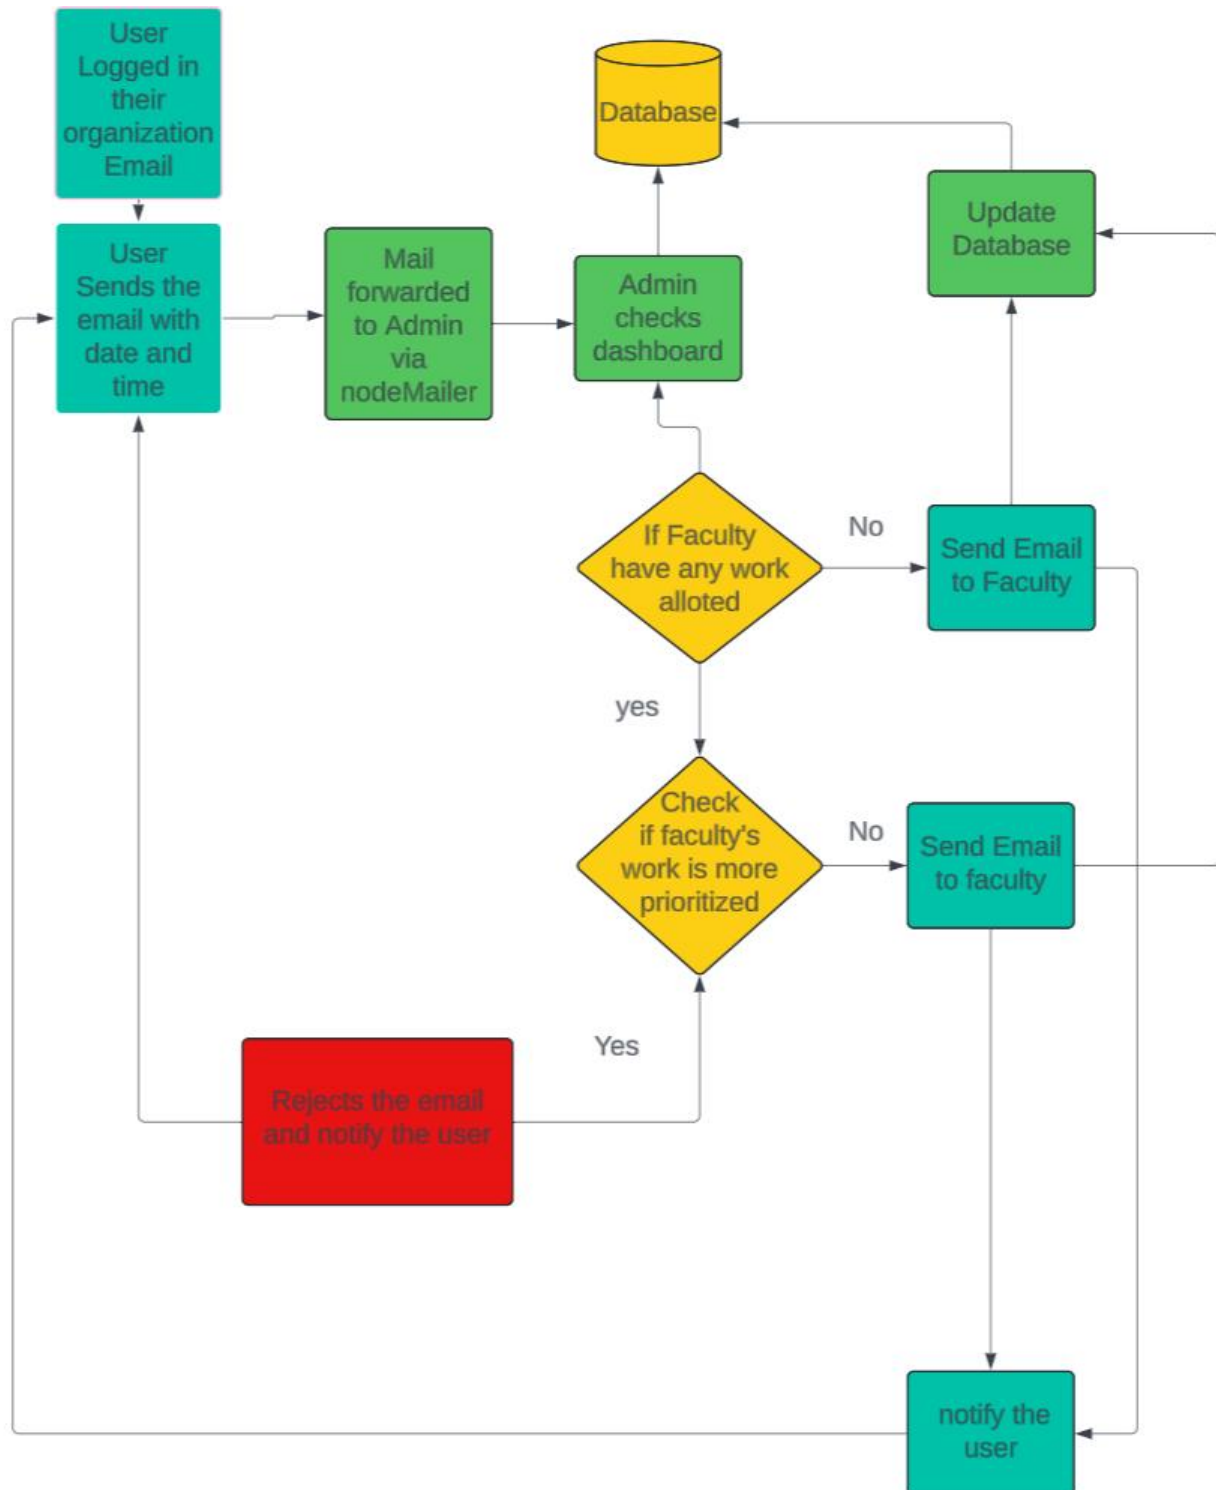 User
Logged in
their
organization
Email
User
Sends the
email with
date and
time
Mail
forwarded
to Admin
via
nodeMailer
Admin
checks
dashboard
Database
Update
Database
If Faculty
have any work
alloted
No
Send Email
to Faculty
yes
Check
if faculty's
work is more
prioritized
No
Send Email
to faculty
Yes
Rejects the email
and notify the user
notify the
user